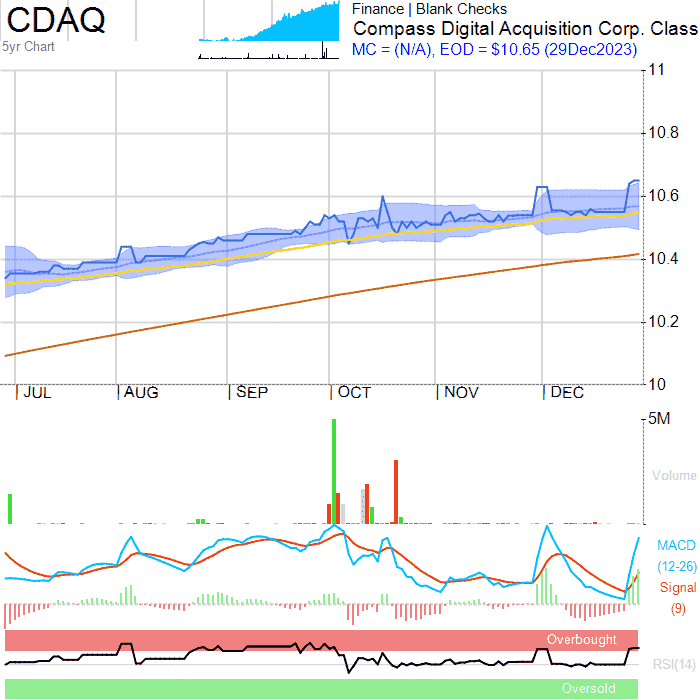 CDAQ
5yr Chart
Finance | Blank Checks
Compass Digital Acquisition Corp. Class
MC = (N/A), EOD = $10.65 (29Dec2023)
11
10.8
10.6
10.4
10.2
10
JUL AUG SEP OCT NOV DEC
5M
Volume
MACD
(12-26)
Signal
(9)
Overbought
RSI(14)
Oversold